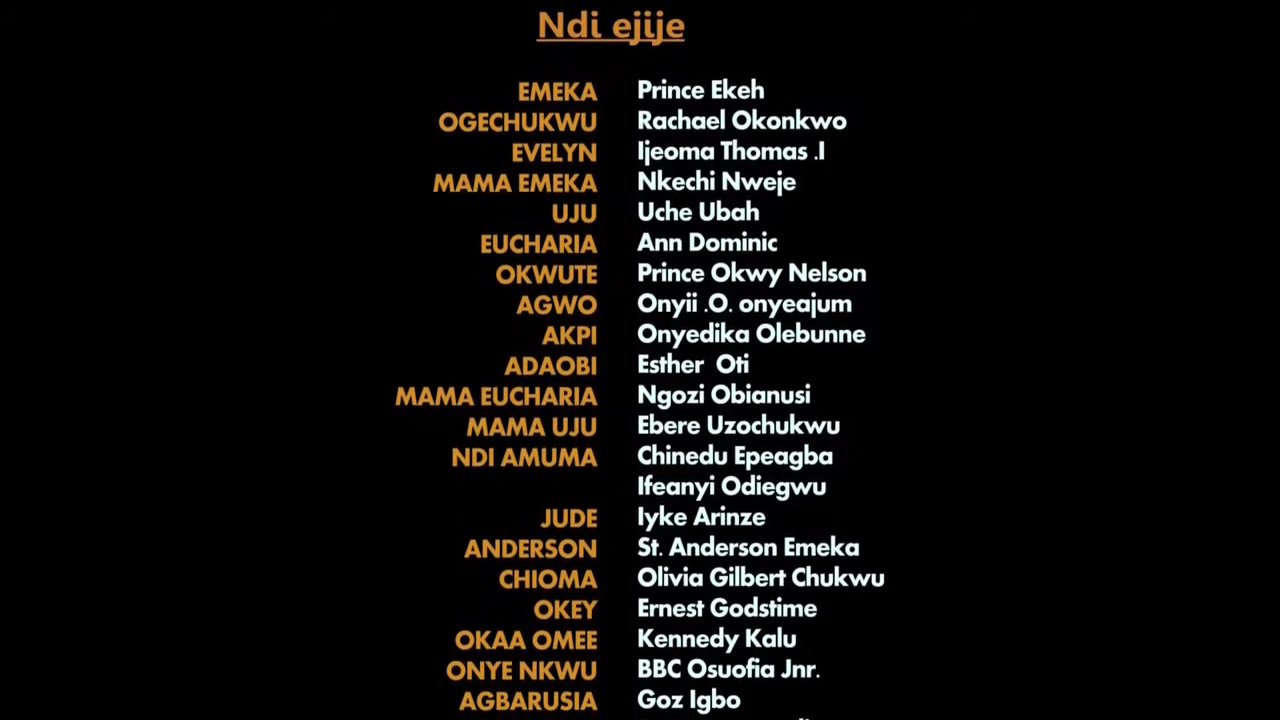 Ndi ejije
EMEKA Prince Ekeh
OGECHUKWU Rachael Okonkwo
EVELYN Ijeoma Thomas .I
MAMA EMEKA Nkechi Nweje
UJU Uche Ubah
EUCHARIA Ann Dominic
OKWUTE Prince Okwy Nelson
AGWO Onyii .O. onyeajum
AKPI Onyedika Olebunne
ADAOBI Esther Oti
MAMA EUCHARIA Ngozi Obianusi
MAMA UJU Ebere Uzochukwu
NDI AMUMA Chinedu Epeagba
Ifeanyi Odiegwu
JUDE Iyke Arinze
ANDERSON St. Anderson Emeka
CHIOMA Olivia Gilbert Chukwu
OKEY Ernest Godstime
OKAA OMEE Kennedy Kalu
ONYE NKWU BBC Osuofia Jnr.
AGBARUSIA Goz Igbo